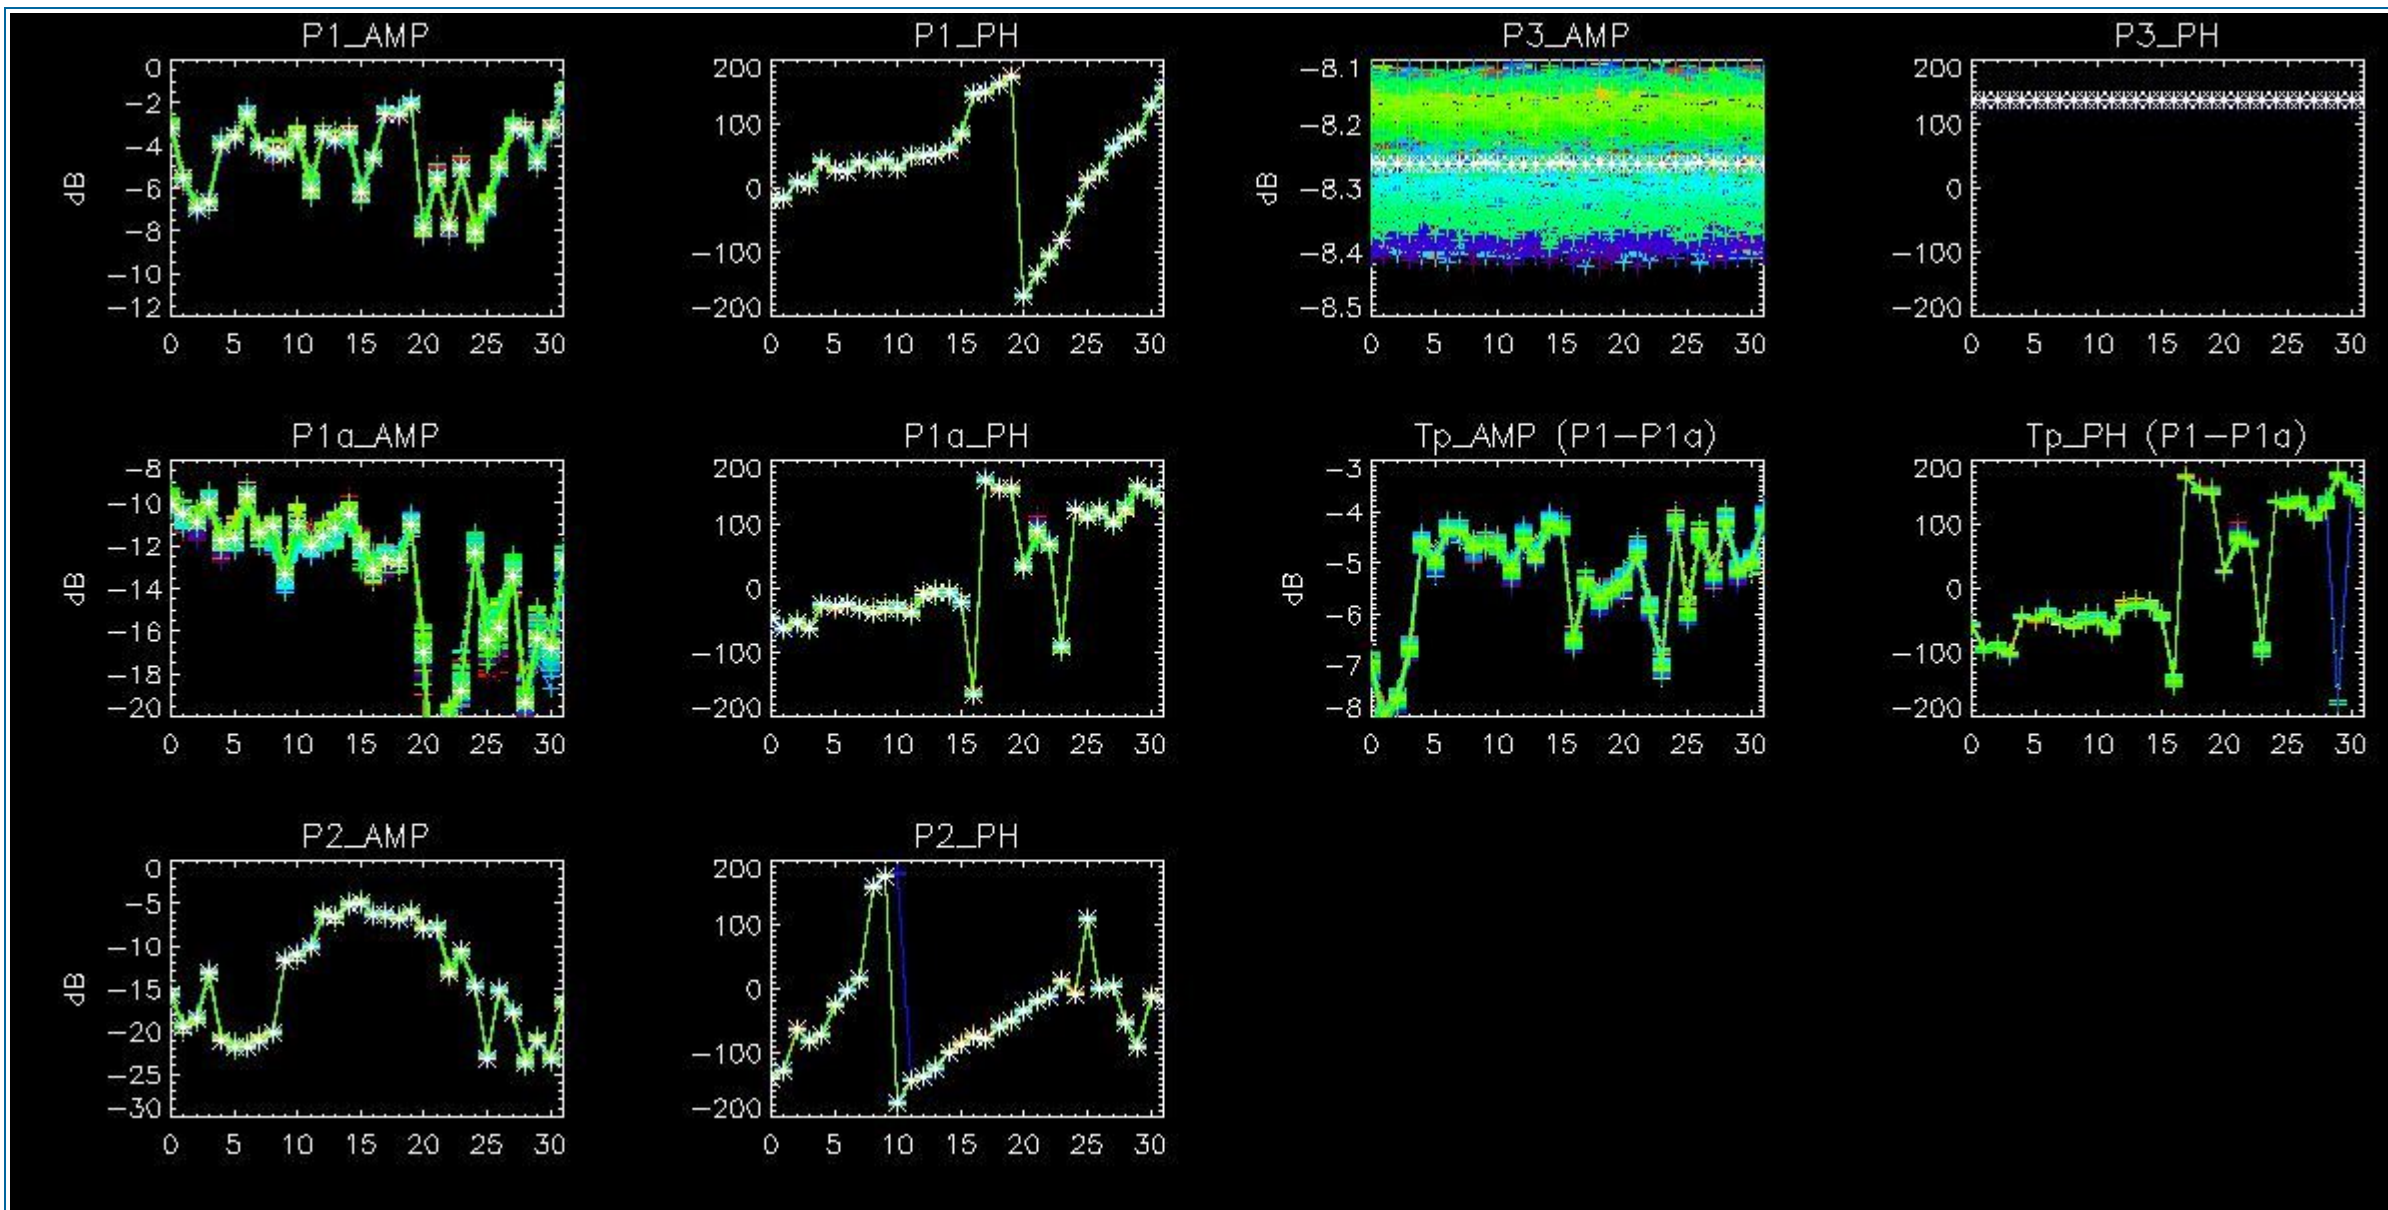 P1_AMP
P1_PH
P3_AMP
P3_PH
0
−2
−4
−6
−8
−10
−12
dB
0 5 10 15 20 25 30
200
100
0
−100
−200
0 5 10 15 20 25 30
−8.1
−8.2
−8.3
−8.4
−8.5
dB
0 5 10 15 20 25 30
200
100
0
−100
−200
0 5 10 15 20 25 30
P1a_AMP
P1a_PH
Tp_AMP (P1−P1a)
Tp_PH (P1−P1a)
−8
−10
−12
−14
−16
−18
−20
dB
0 5 10 15 20 25 30
200
100
0
−100
−200
0 5 10 15 20 25 30
−3
−4
−5
−6
−7
−8
dB
0 5 10 15 20 25 30
200
100
0
−100
−200
0 5 10 15 20 25 30
P2_AMP
P2_PH
0
−5
−10
−15
−20
−25
−30
dB
0 5 10 15 20 25 30
200
100
0
−100
−200
0 5 10 15 20 25 30